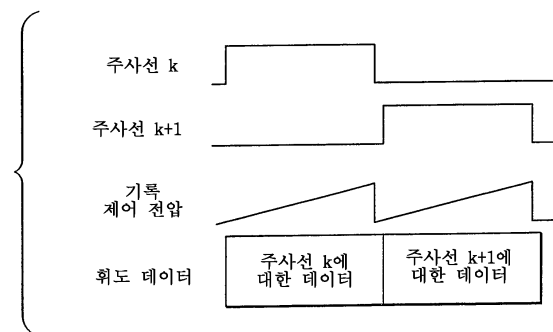 주사선 k
주사선 k+1
기록
제어 전압
휘도 데이터
주사선 k에
대한 데이터
주사선 k+1에
대한 데이터